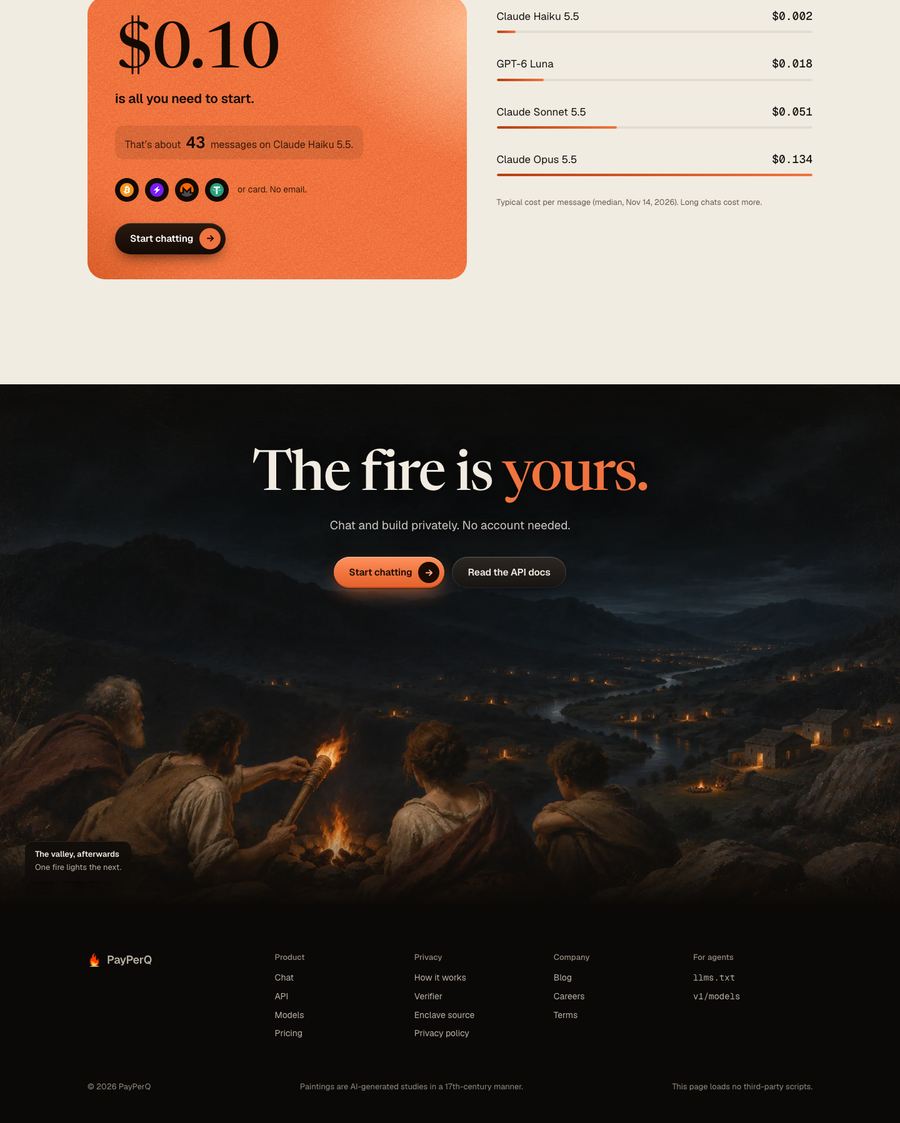 $0.10
is all you need to start.
That's about 43 messages on Claude Haiku 5.5.
or card. No email.
Start chatting
Claude Haiku 5.5 $0.002
GPT-6 Luna $0.018
Claude Sonnet 5.5 $0.051
Claude Opus 5.5 $0.134
Typical cost per message (median, Nov 14, 2026). Long chats cost more.
The fire is yours.
Chat and build privately. No account needed.
Start chatting
Read the API docs
The valley, afterwards
One fire lights the next.
PayPerQ
Product
Chat
API
Models
Pricing
Privacy
How it works
Verifier
Enclave source
Privacy policy
Company
Blog
Careers
Terms
For agents
llms.txt
v1/models
© 2026 PayPerQ
Paintings are AI-generated studies in a 17th-century manner.
This page loads no third-party scripts.